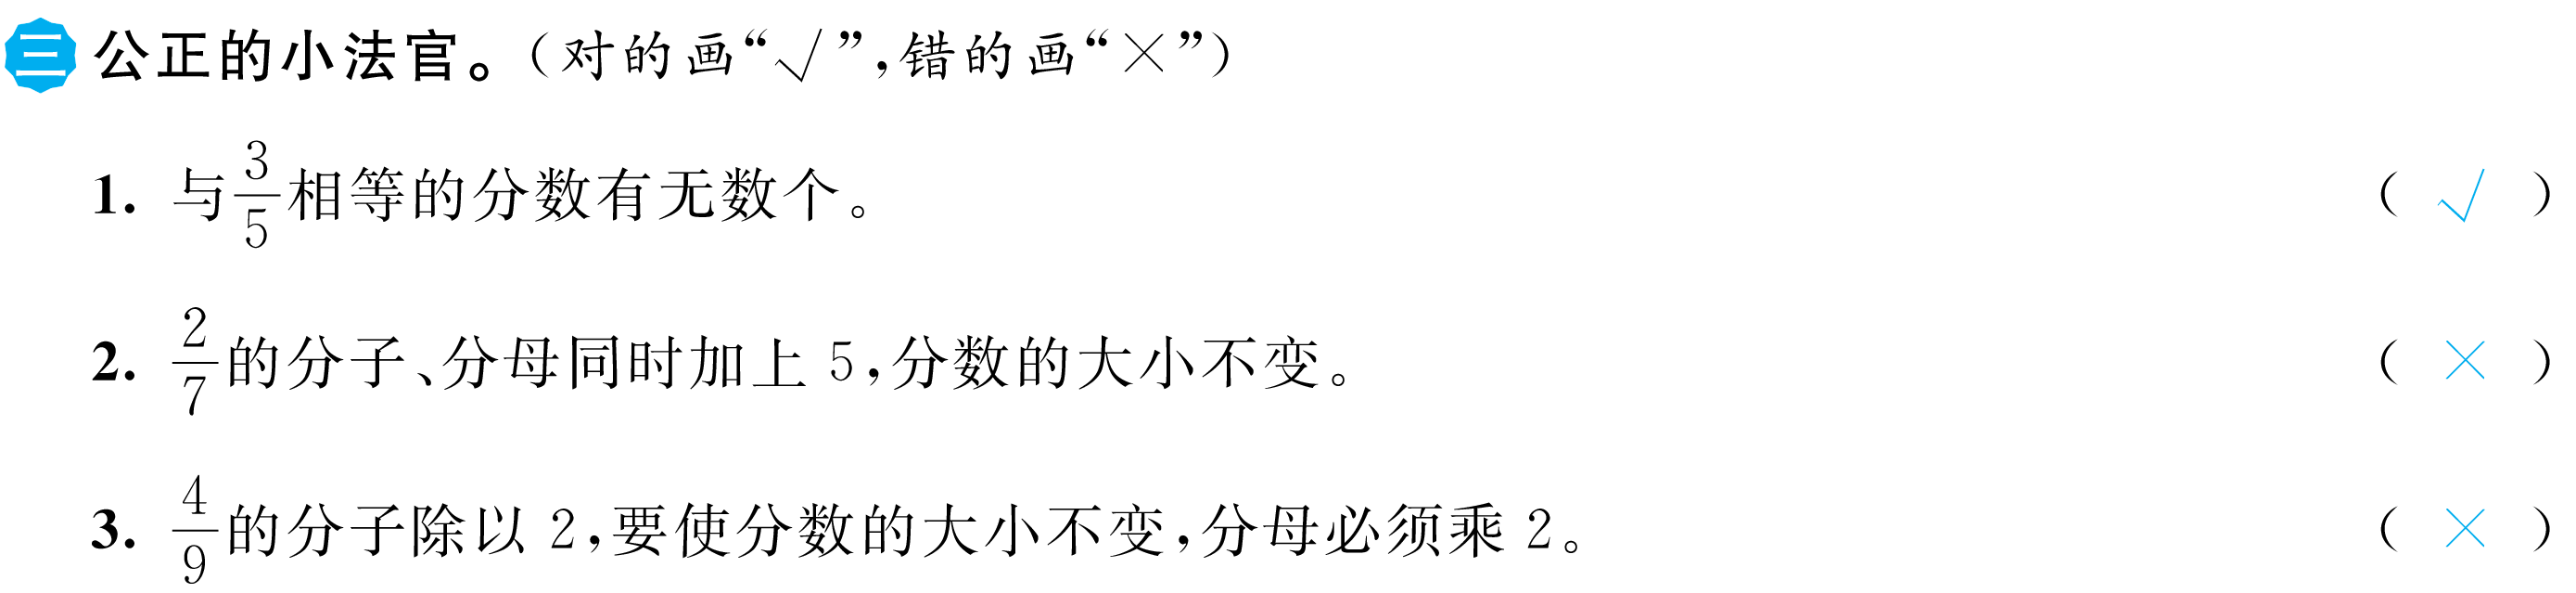 三 公正的小法官。(对的画“√”,错的画“×”)
1. 与3/5相等的分数有无数个。 ( √ )
2. 2/7的分子、分母同时加上 5,分数的大小不变。 ( × )
3. 4/9的分子除以 2,要使分数的大小不变,分母必须乘 2。 ( × )